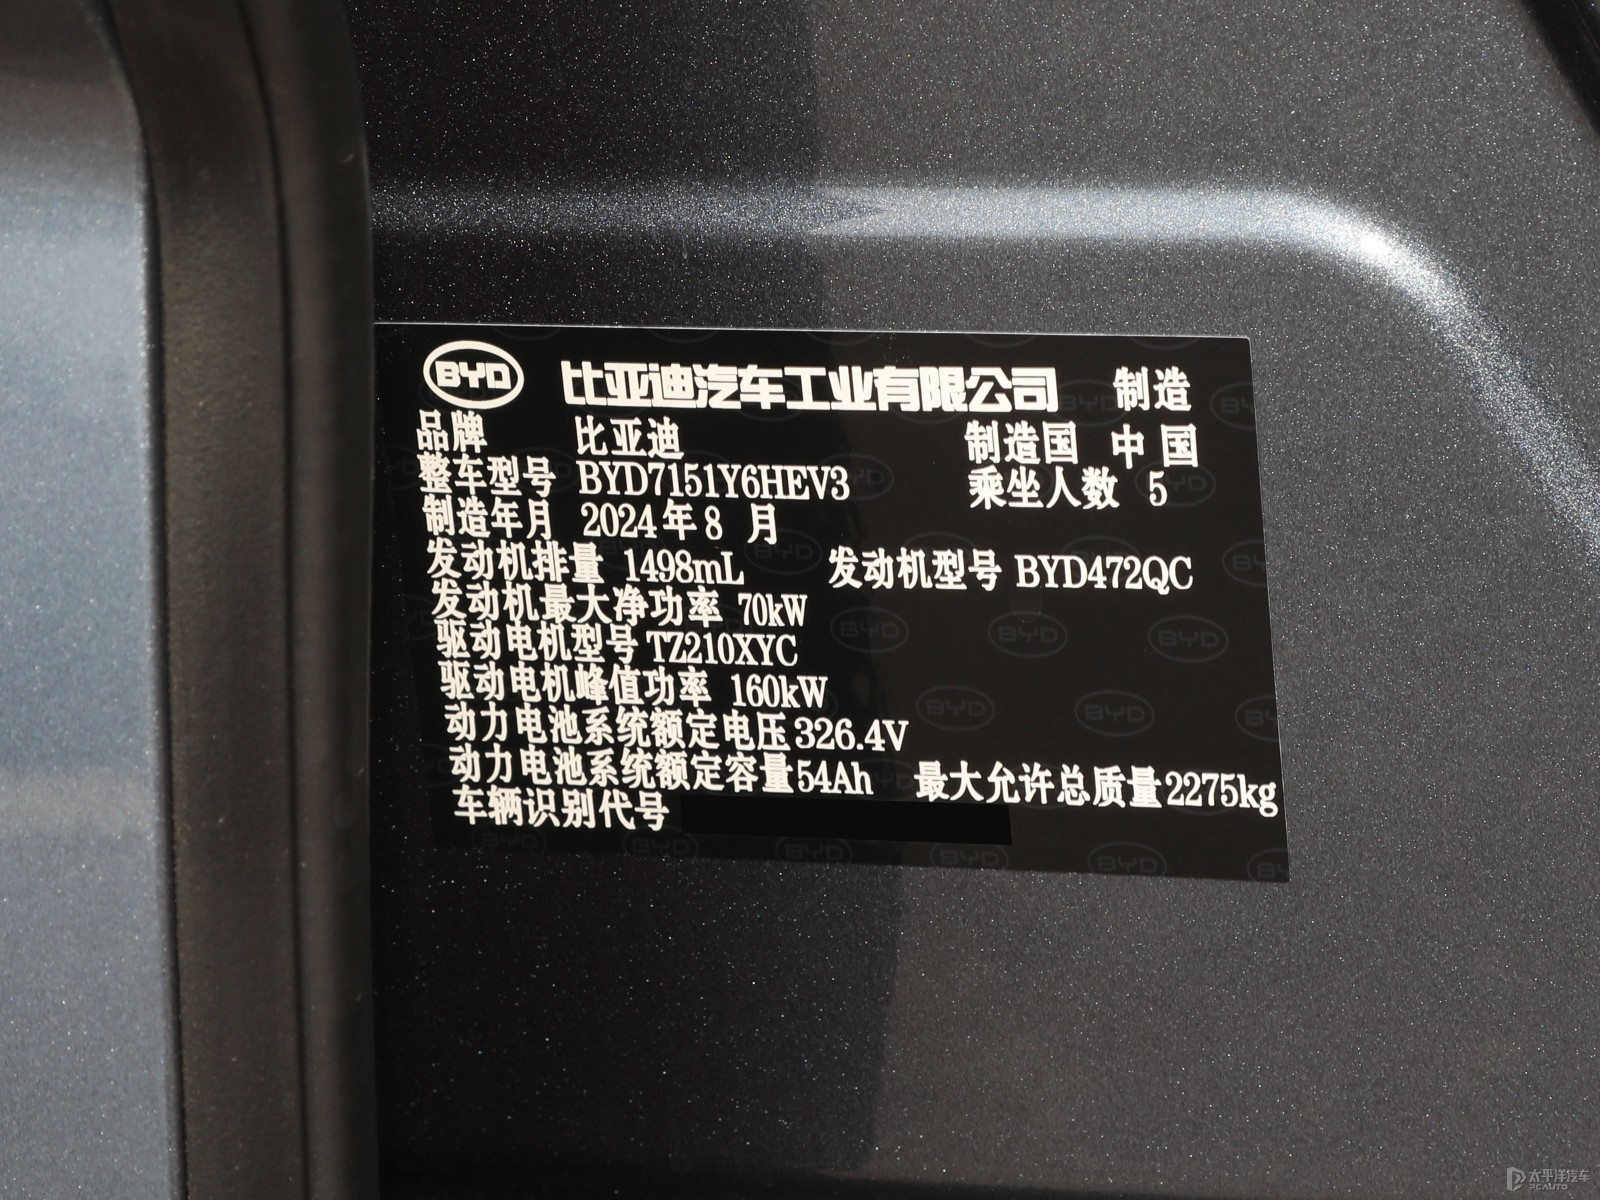 BYD 比亚迪汽车工业有限公司 制造
品牌 比亚迪 制造国 中国
整车型号 BYD7151Y6HEV3 乘坐人数 5
制造年月 2024年8月
发动机排量 1498mL 发动机型号 BYD472QC
发动机最大净功率 70kW
驱动电机型号 TZ210XYC
驱动电机峰值功率 160kW
动力电池系统额定电压 326.4V
动力电池系统额定容量 54Ah 最大允许总质量 2275kg
车辆识别代号
太平洋汽车
PCAUTO